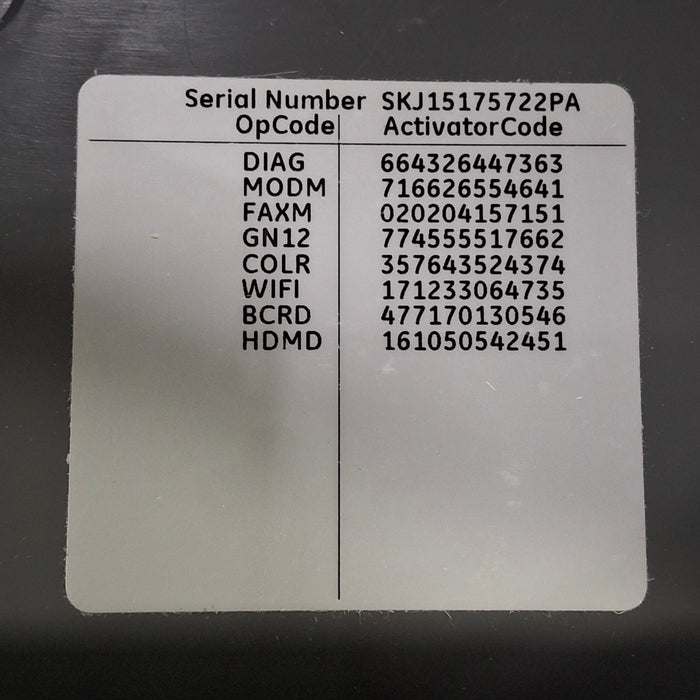 Serial Number SKJ15175722PA
OpCode ActivatorCode
DIAG 664326447363
MODM 716626554641
FAXM 020204157151
GN12 774555517662
COLR 357643524374
WIFI 171233064735
BCRD 477170130546
HDMD 161050542451